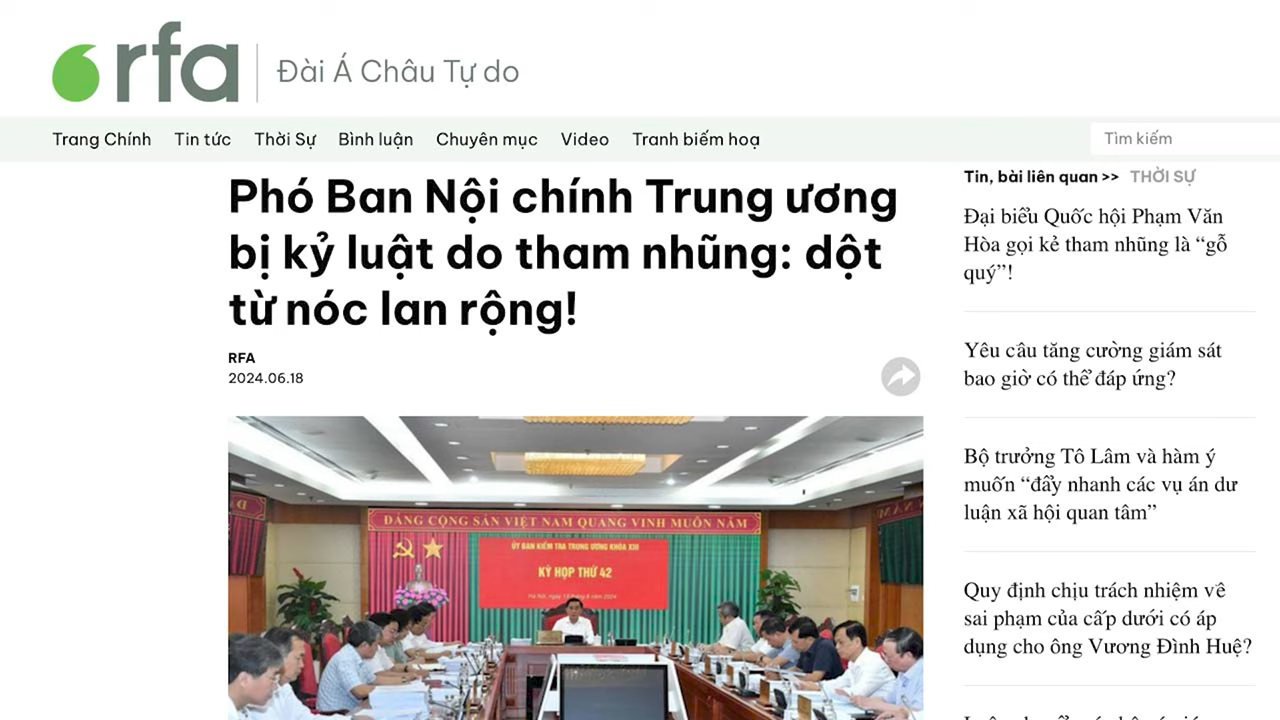 rfa
Đài Á Châu Tự do
Trang Chính Tin tức Thời Sự Bình luận Chuyên mục Video Tranh biếm hoạ
Tìm kiếm
Phó Ban Nội chính Trung ương
bị kỷ luật do tham nhũng: dột
từ nóc lan rộng!
RFA
2024.06.18
ĐẢNG CỘNG SẢN VIỆT NAM QUANG VINH MUÔN NĂM
ỦY BAN KIỂM TRA TRUNG ƯƠNG KHÓA XIII
KỲ HỌP THỨ 42
Tin, bài liên quan >> THỜI SỰ
Đại biểu Quốc hội Phạm Văn
Hòa gọi kẻ tham nhũng là “gỗ
quý”!
Yêu cầu tăng cường giám sát
bao giờ có thể đáp ứng?
Bộ trưởng Tô Lâm và hàm ý
muốn “đẩy nhanh các vụ án dư
luận xã hội quan tâm”
Quy định chịu trách nhiệm về
sai phạm của cấp dưới có áp
dụng cho ông Vương Đình Huệ?